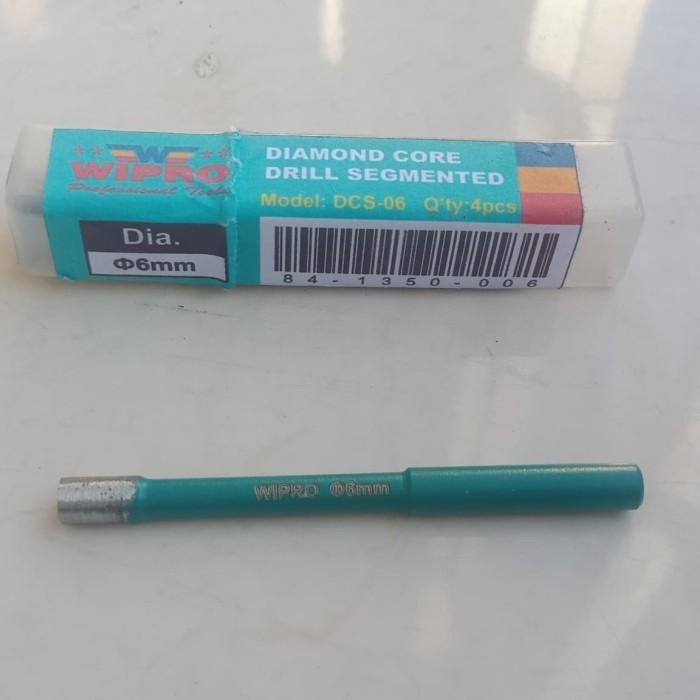 WIPRO
Professional Tools
Dia.
Φ6mm
DIAMOND CORE
DRILL SEGMENTED
Model: DCS-06 Q'ty:4pcs
84-1350-006
WIPRO Φ6mm